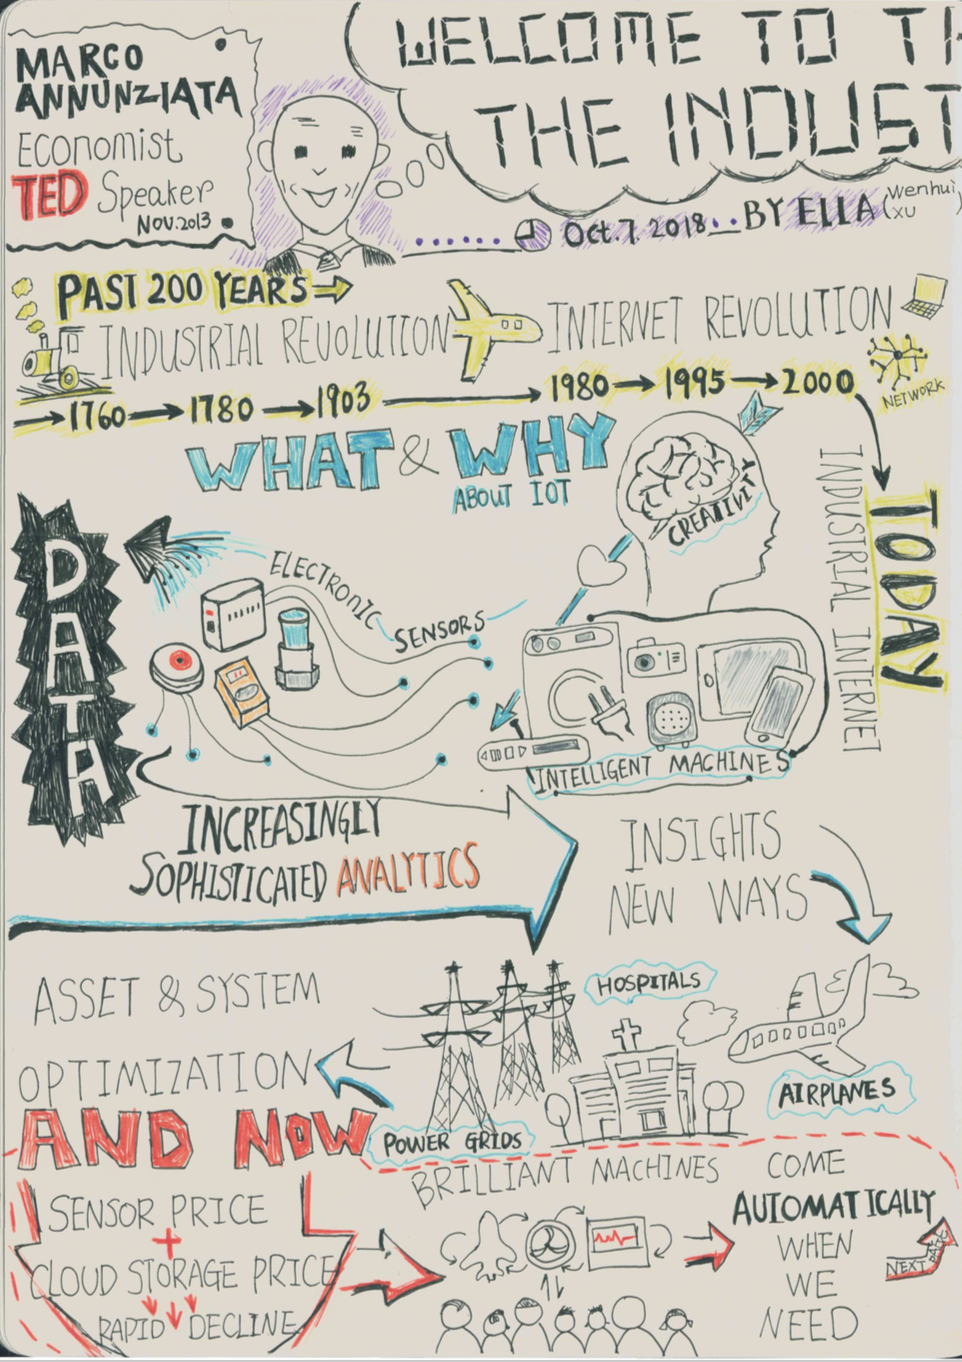 MARCO
ANNUNZIATA
Economist
TED Speaker
NOV.2013
WELCOME TO TH
THE INDUST
Oct.7.2018... BY ELLA (Wenhui
XU)
PAST 200 YEARS
INDUSTRIAL REVOLUTION
INTERNET REVOLUTION
NETWORK
1760 1780 1903 1980 1995 2000
WHAT & WHY
ABOUT IOT
CREATIVITY
TODAY
INDUSTRIAL INTERNET
DATA
ELECTRONIC
SENSORS
INTELLIGENT MACHINES
INCREASINGLY
SOPHISTICATED ANALYTICS
INSIGHTS
NEW WAYS
ASSET & SYSTEM
OPTIMIZATION
HOSPITALS
AIRPLANES
POWER GRIDS
AND NOW
SENSOR PRICE
+
CLOUD STORAGE PRICE
RAPID DECLINE
BRILLIANT MACHINES
COME
AUTOMATICALLY
WHEN
WE
NEED
NEXT PAGE